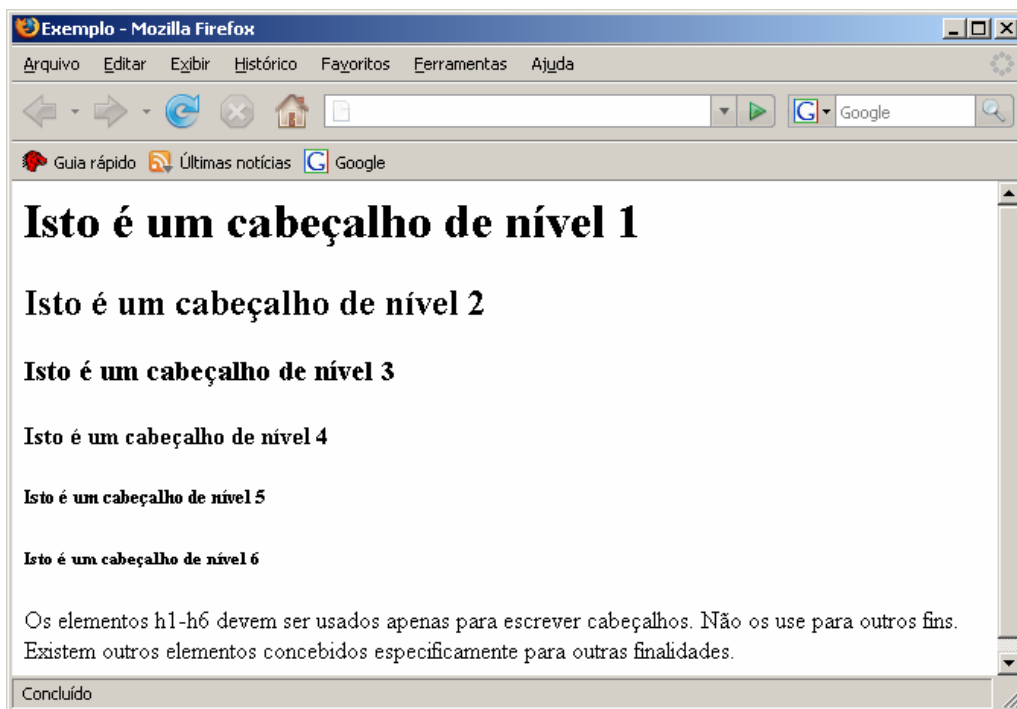 Exemplo - Mozilla Firefox
Arquivo Editar Exibir Histórico Favoritos Ferramentas Ajuda
G Google
Guia rápido Últimas notícias G Google
Isto é um cabeçalho de nível 1
Isto é um cabeçalho de nível 2
Isto é um cabeçalho de nível 3
Isto é um cabeçalho de nível 4
Isto é um cabeçalho de nível 5
Isto é um cabeçalho de nível 6
Os elementos h1-h6 devem ser usados apenas para escrever cabeçalhos. Não os use para outros fins.
Existem outros elementos concebidos especificamente para outras finalidades.
Concluído